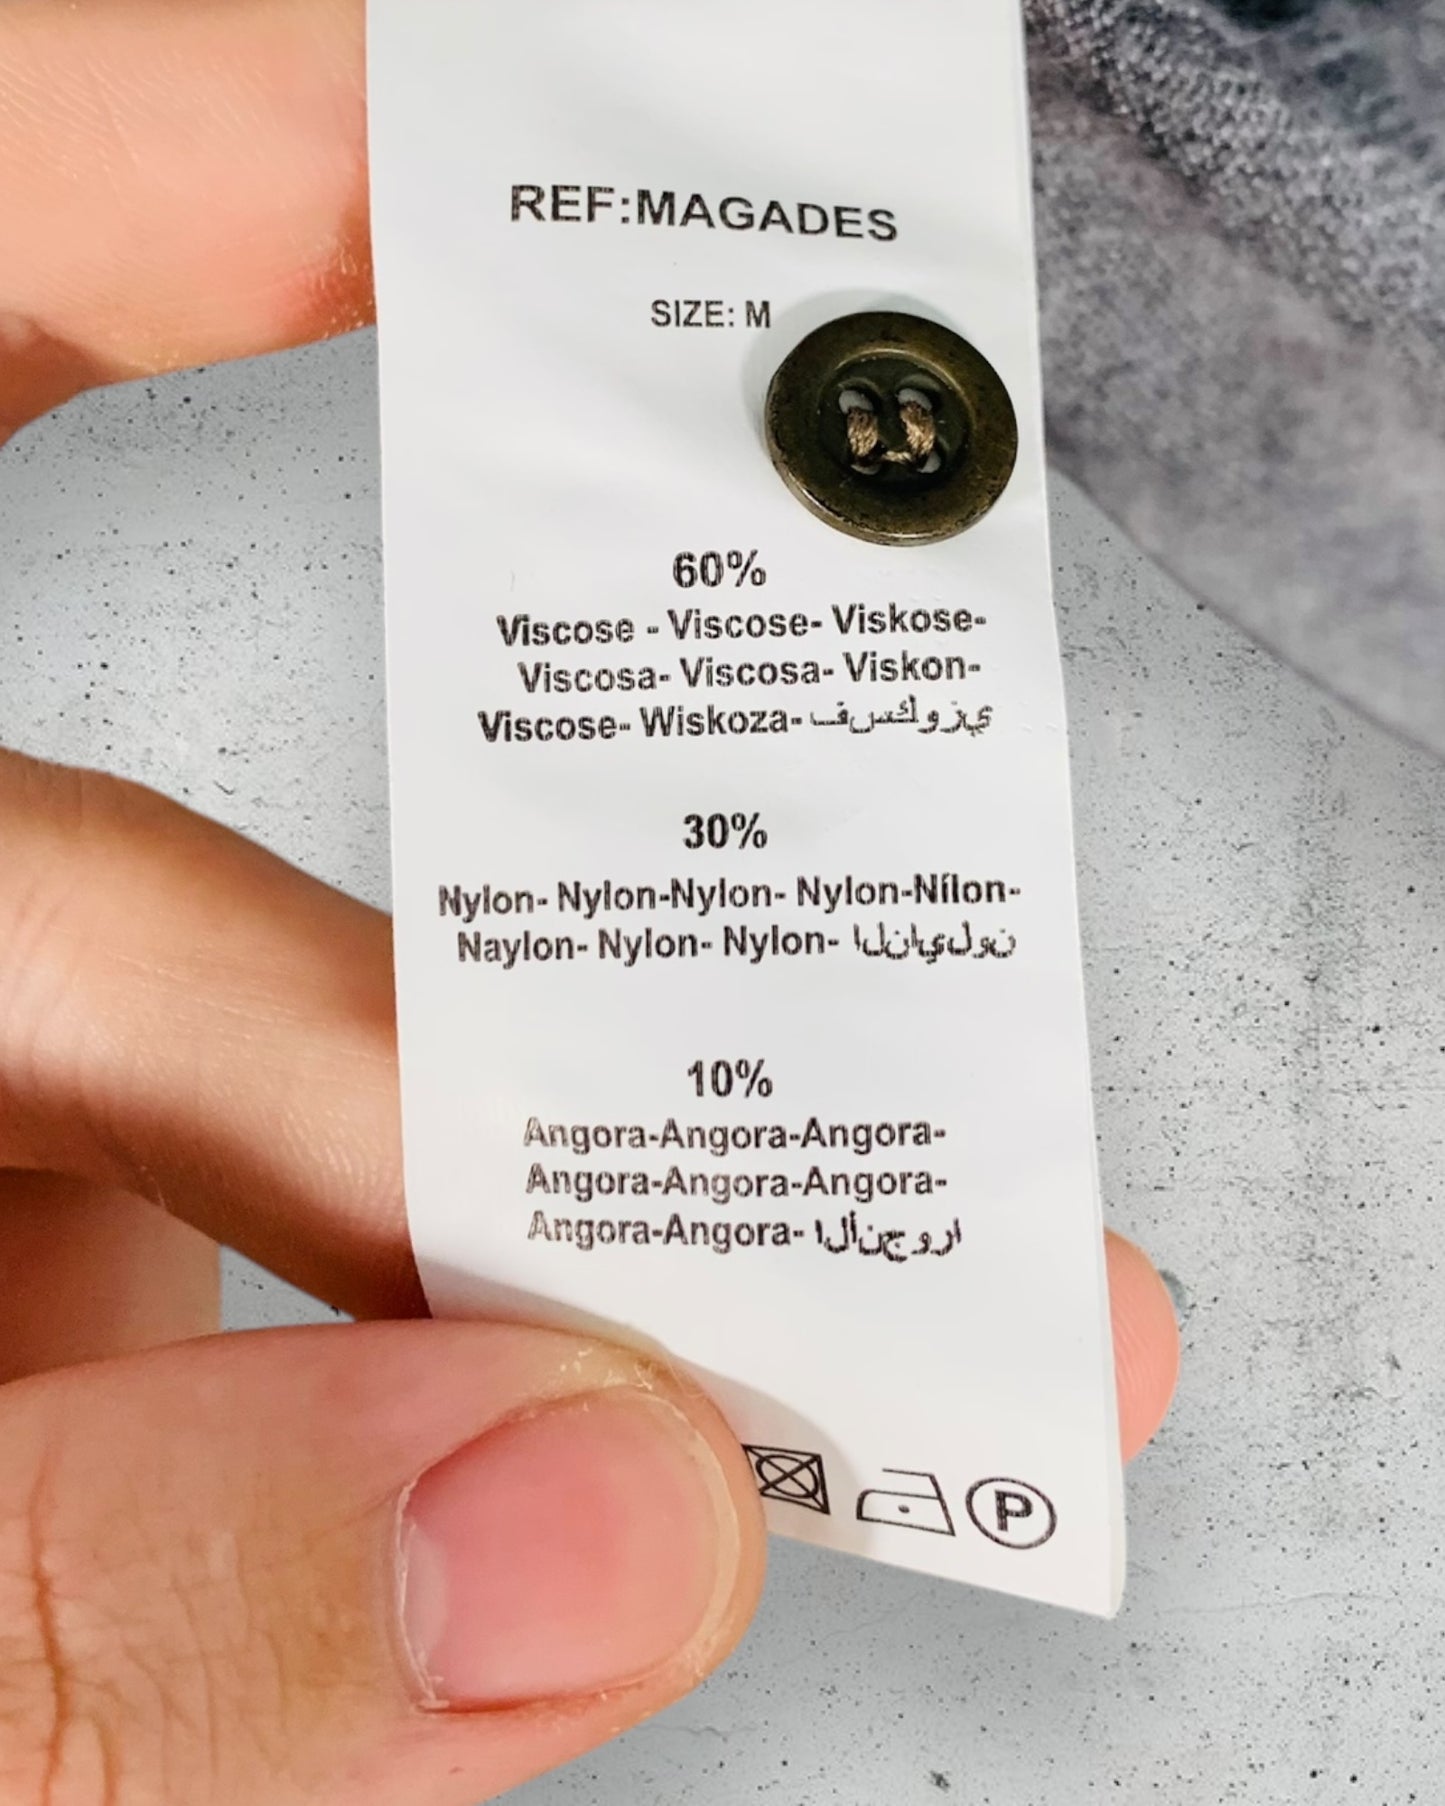 REF:MAGADES
SIZE: M
60%
Viscose - Viscose- Viskose-
Viscosa- Viscosa- Viskon-
Viscose- Wiskoza- فسكوزي
30%
Nylon- Nylon-Nylon- Nylon-Nílon-
Naylon- Nylon- Nylon- النايلون
10%
Angora-Angora-Angora-
Angora-Angora-Angora-
Angora-Angora- الأنجورا
P